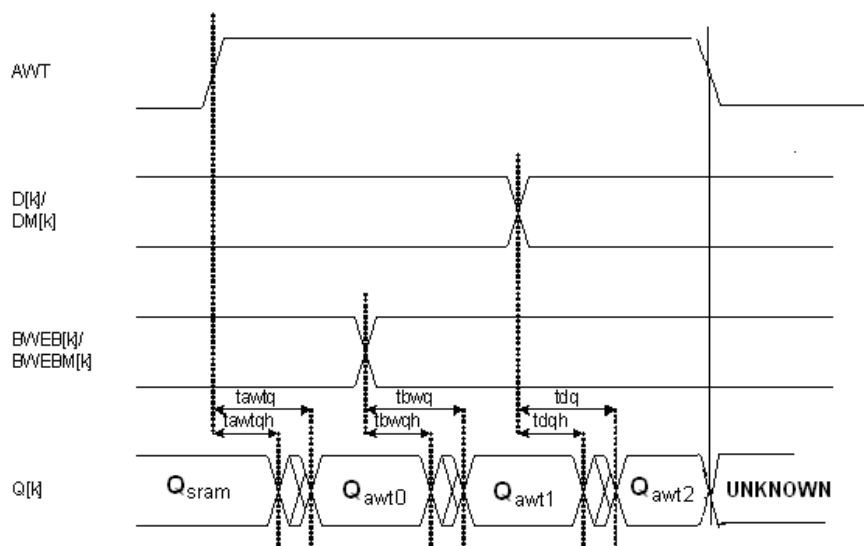 AWT
D[k]/
DM[k]
BWEB[k]/
BWEBM[k]
tawtq
tbwq
tdq
tawtqh
tbwqh
tdqh
Q[k]
Qsram
Qawt0
Qawt1
Qawt2
UNKNOWN